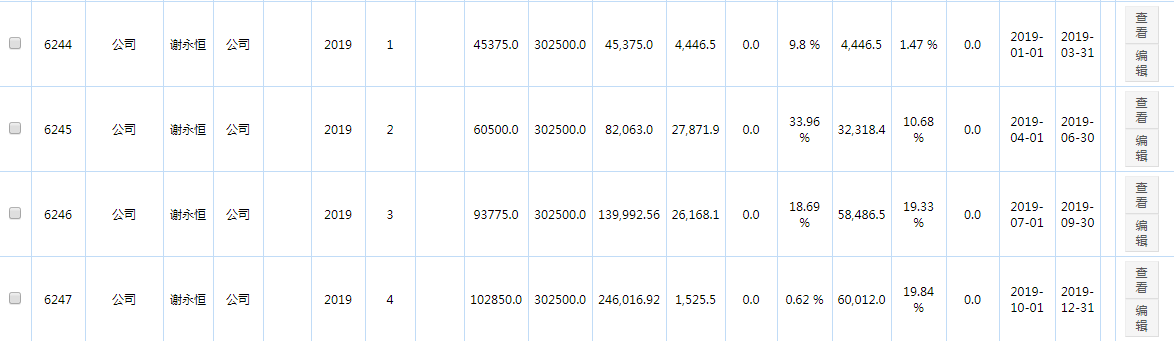 6244 公司 谢永恒 公司 2019 1 45375.0 302500.0 45,375.0 4,446.5 0.0 9.8 % 4,446.5 1.47 % 0.0 2019-
01-01 2019-
03-31 查
看
编
辑
6245 公司 谢永恒 公司 2019 2 60500.0 302500.0 82,063.0 27,871.9 0.0 33.96
% 32,318.4 10.68
% 0.0 2019-
04-01 2019-
06-30 查
看
编
辑
6246 公司 谢永恒 公司 2019 3 93775.0 302500.0 139,992.56 26,168.1 0.0 18.69
% 58,486.5 19.33
% 0.0 2019-
07-01 2019-
09-30 查
看
编
辑
6247 公司 谢永恒 公司 2019 4 102850.0 302500.0 246,016.92 1,525.5 0.0 0.62 % 60,012.0 19.84
% 0.0 2019-
10-01 2019-
12-31 查
看
编
辑